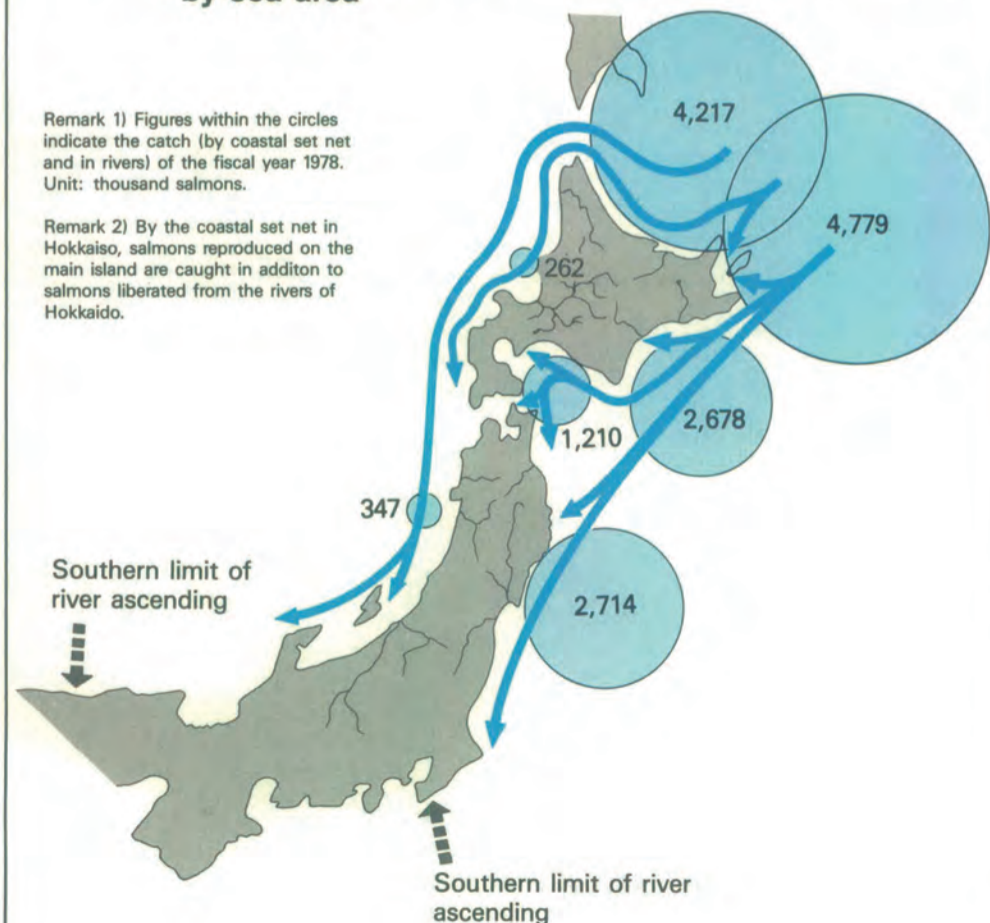 by sea area
Remark 1) Figures within the circles
indicate the catch (by coastal set net
and in rivers) of the fiscal year 1978.
Unit: thousand salmons.
Remark 2) By the coastal set net in
Hokkaiso, salmons reproduced on the
main island are caught in additon to
salmons liberated from the rivers of
Hokkaido.
4,217
4,779
262
2,678
1,210
347
2,714
Southern limit of
river ascending
Southern limit of river
ascending